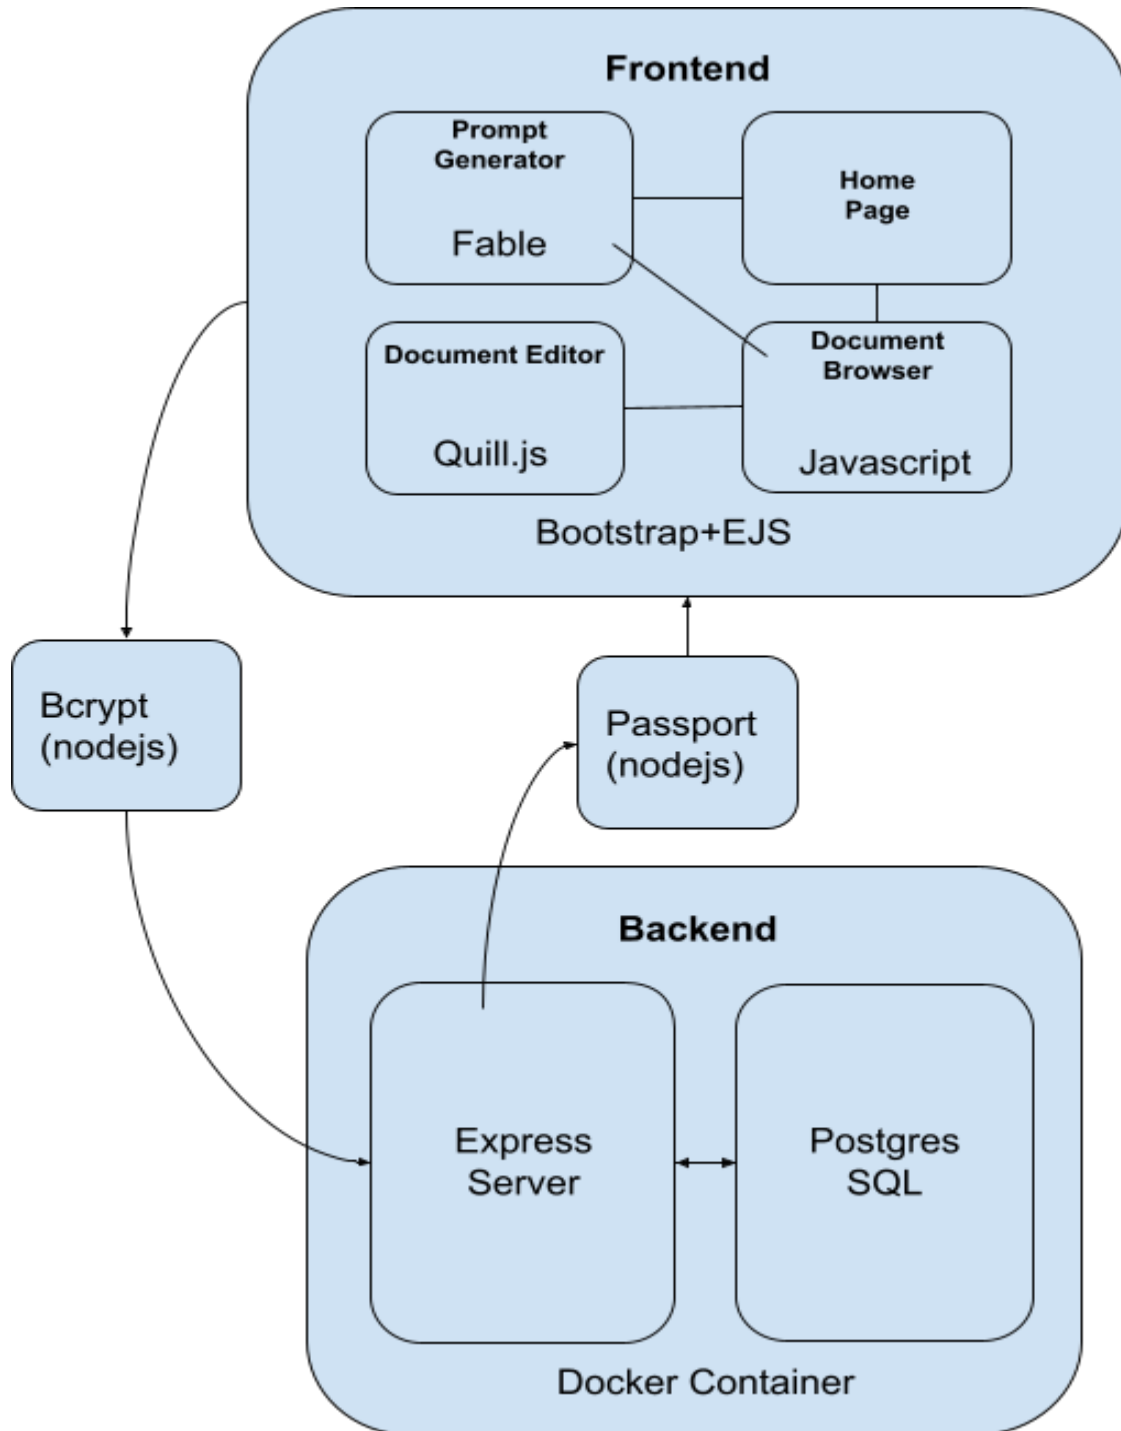 Frontend
Prompt
Generator
Fable
Home
Page
Document Editor
Quill.js
Document
Browser
Javascript
Bootstrap+EJS
Bcrypt
(nodejs)
Passport
(nodejs)
Backend
Express
Server
Postgres
SQL
Docker Container